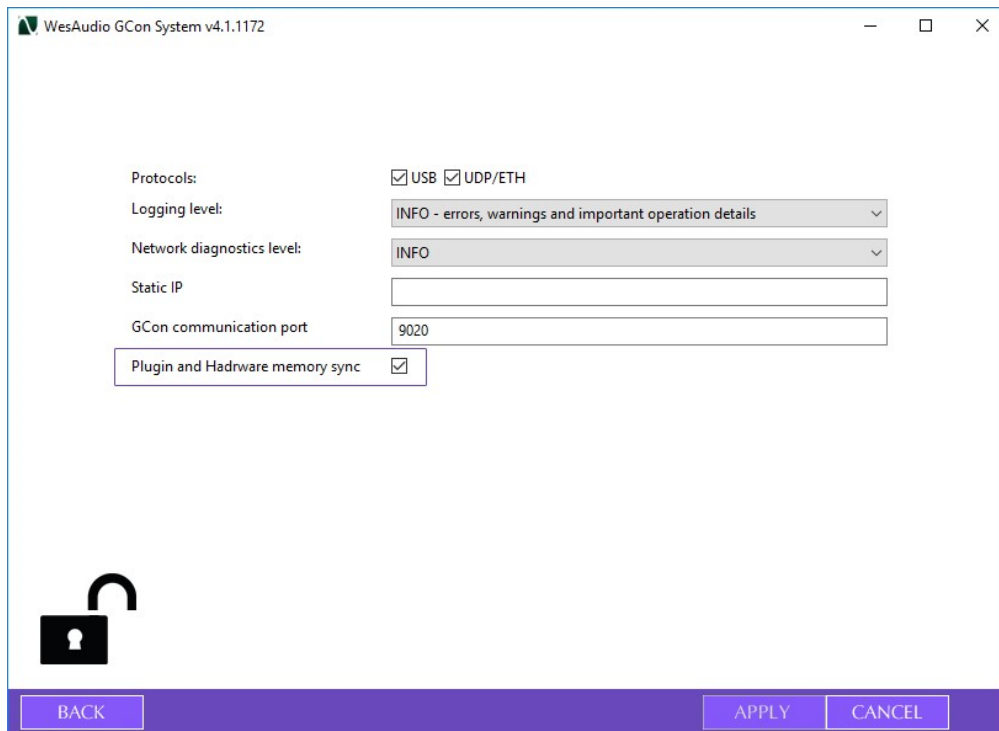 WesAudio GCon System v4.1.1172
Protocols: USB UDP/ETH
Logging level: INFO - errors, warnings and important operation details
Network diagnostics level: INFO
Static IP
GCon communication port 9020
Plugin and Hadrware memory sync
BACK APPLY CANCEL